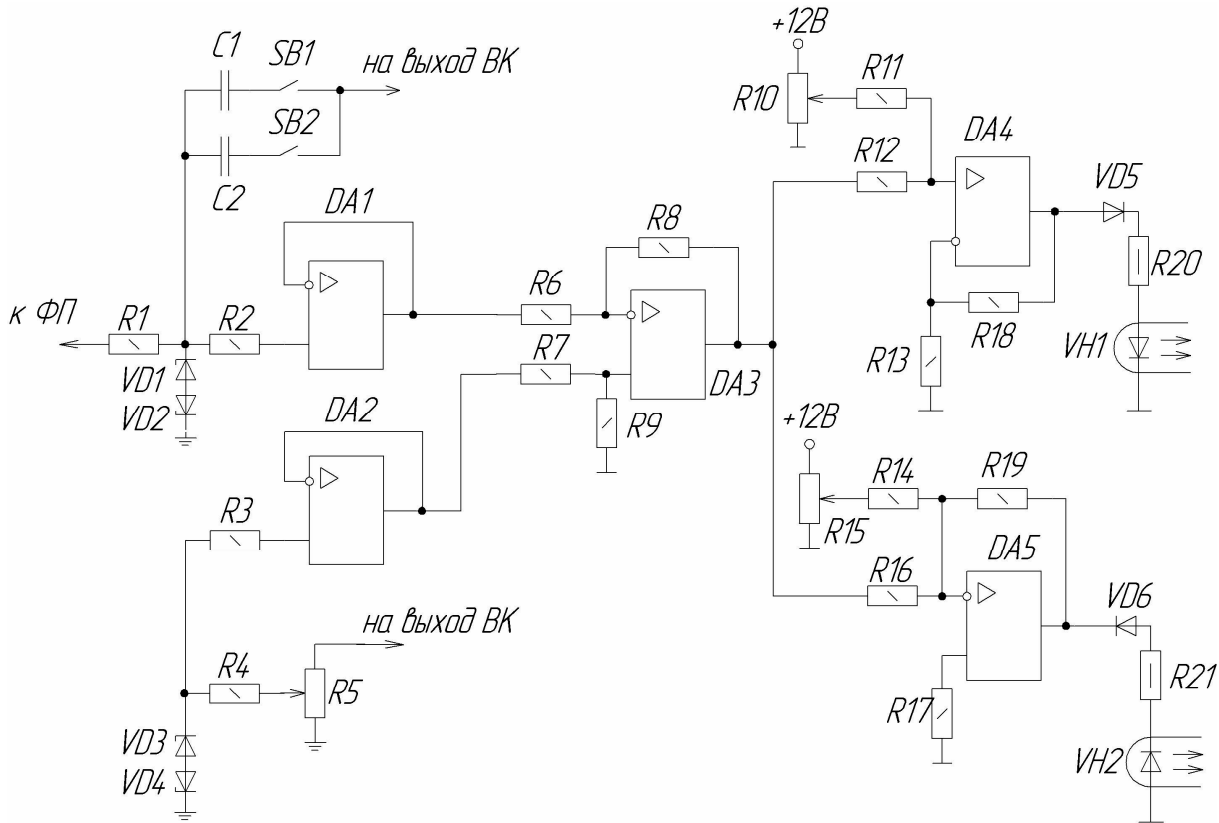 C1
SB1
на выход ВК
SB2
C2
+12В
R10
R11
R12
DA4
VD5
R20
R18
R13
VH1
DA1
к ФП
R1
R2
VD1
VD2
R6
R8
R7
DA3
R9
DA2
R3
+12В
R14
R19
R15
R16
DA5
VD6
R21
R17
VH2
на выход ВК
R4
R5
VD3
VD4